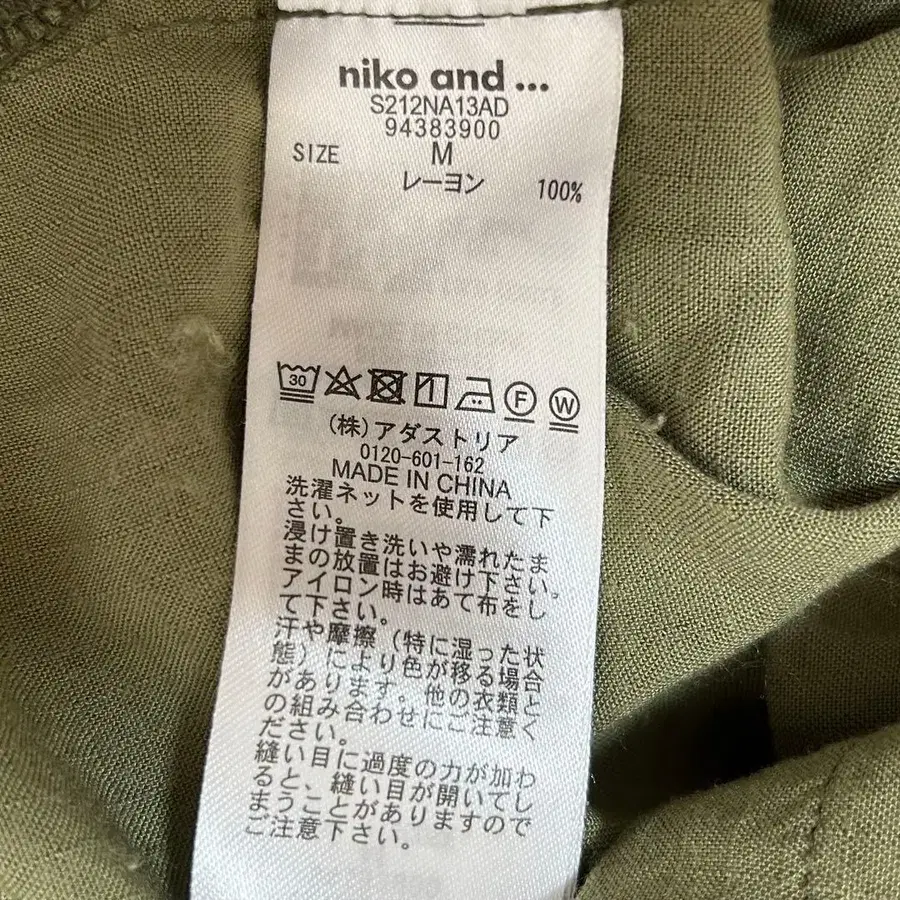 niko and ...
S212NA13AD
94383900
SIZE M
レーヨン 100%
30 F W
(株)アダストリア
0120-601-162
MADE IN CHINA
洗濯ネットを使用して下
さい。
浸け置き洗いや濡れたま
まの放置はお避け下さい。
アイロン時はあて布をし
て下さい。
汗や摩擦(特に湿った状
態)により色が移る場合
があります。他の衣類と
の組み合わせにご注意く
ださい。
縫い目に過度の力が加わ
ると、縫い目が開いてし
まうことがありますので
ご注意下さい。